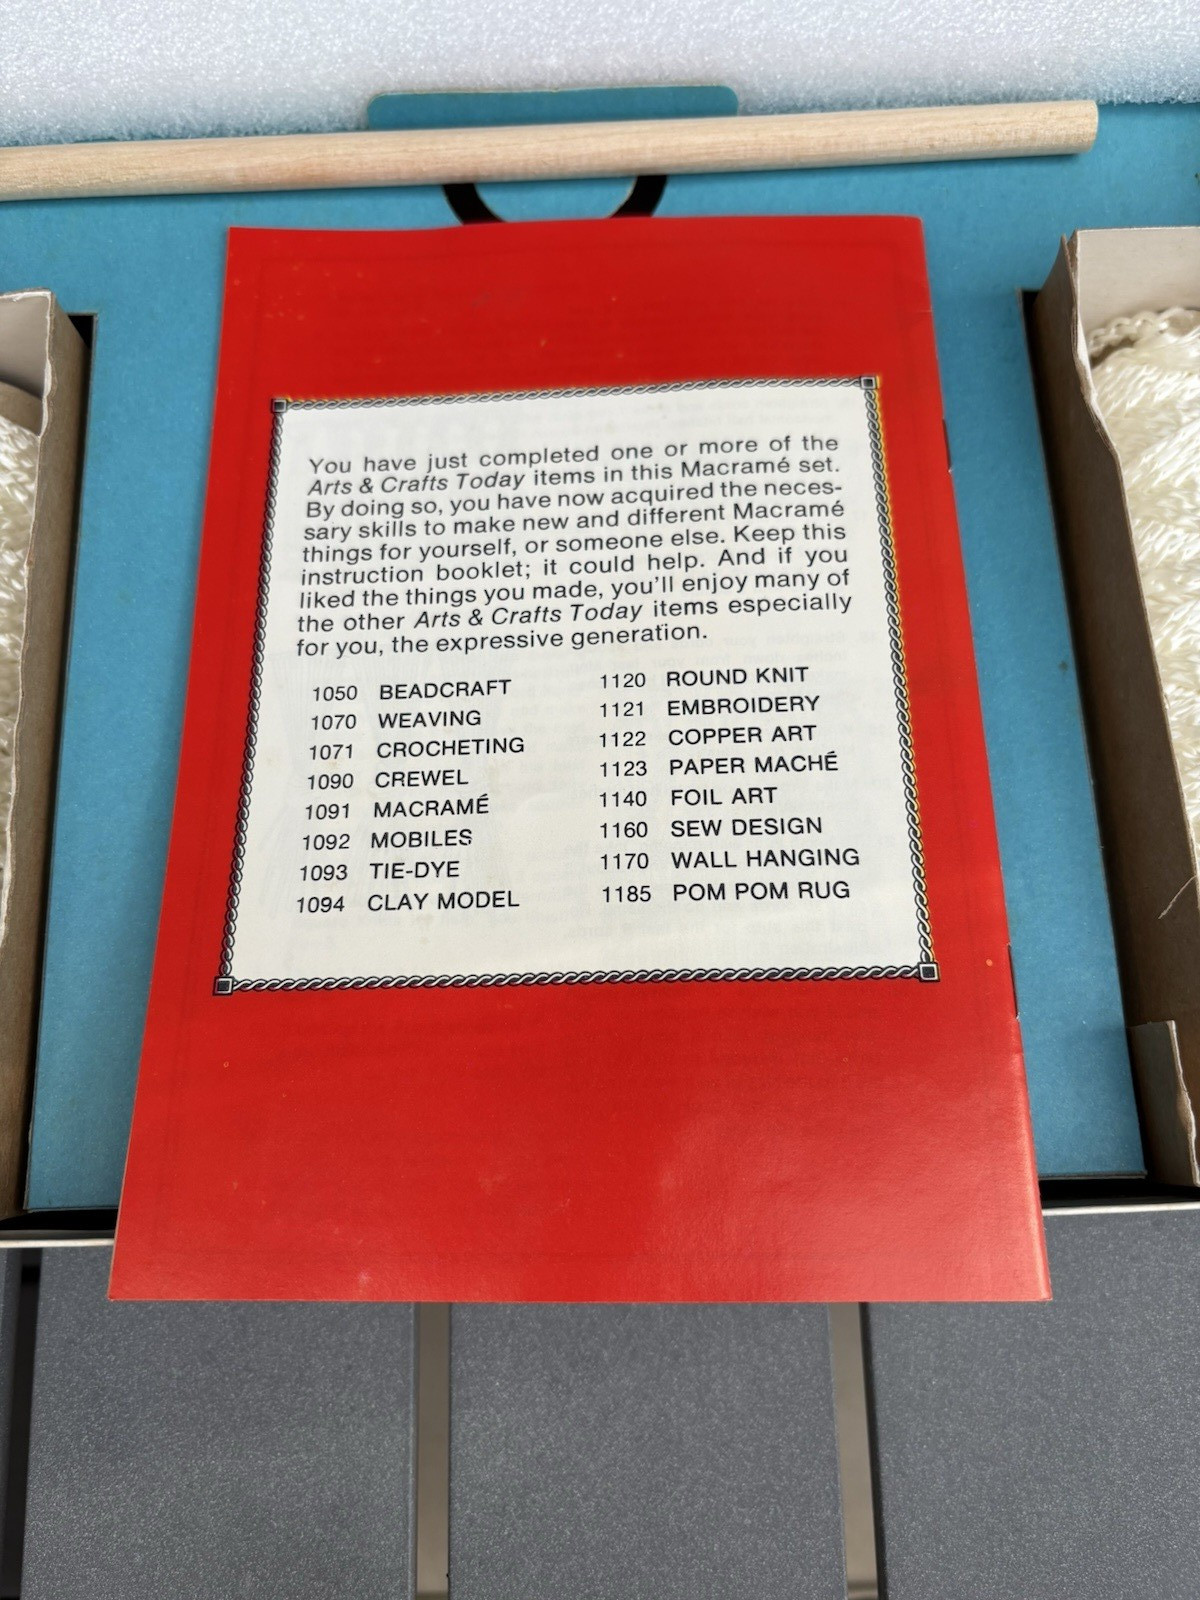 You have just completed one or more of the
Arts & Crafts Today items in this Macramé set.
By doing so, you have now acquired the neces-
sary skills to make new and different Macramé
things for yourself, or someone else. Keep this
instruction booklet; it could help. And if you
liked the things you made, you'll enjoy many of
the other Arts & Crafts Today items especially
for you, the expressive generation.
1050 BEADCRAFT
1070 WEAVING
1071 CROCHETING
1090 CREWEL
1091 MACRAMÉ
1092 MOBILES
1093 TIE-DYE
1094 CLAY MODEL
1120 ROUND KNIT
1121 EMBROIDERY
1122 COPPER ART
1123 PAPER MACHÉ
1140 FOIL ART
1160 SEW DESIGN
1170 WALL HANGING
1185 POM POM RUG